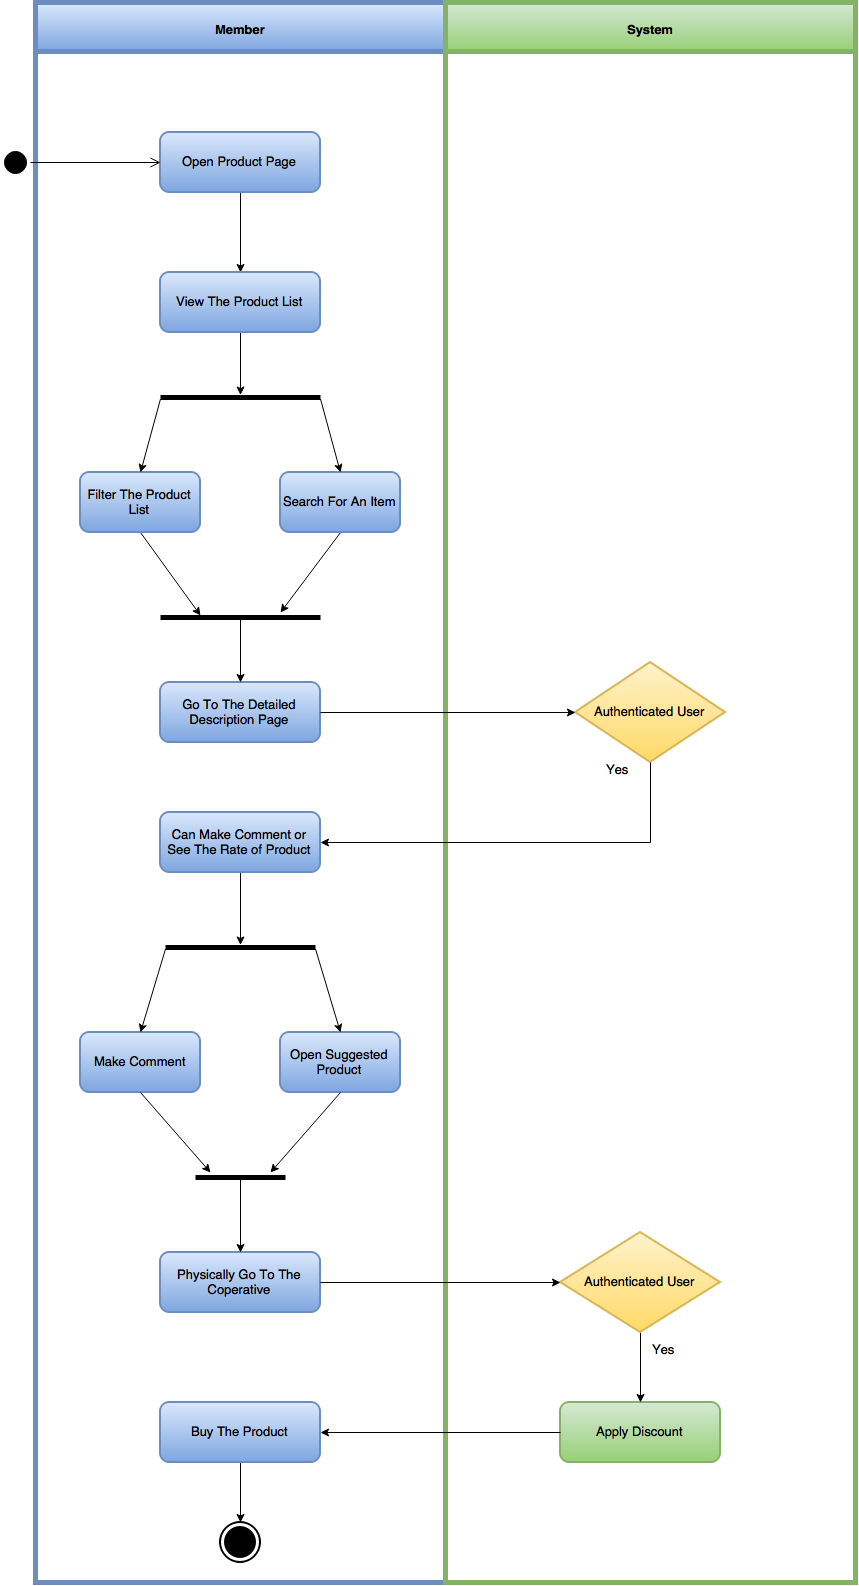 Member
System
Open Product Page
View The Product List
Filter The Product
List
Search For An Item
Go To The Detailed
Description Page
Authenticated User
Yes
Can Make Comment or
See The Rate of Product
Make Comment
Open Suggested
Product
Physically Go To The
Coperative
Authenticated User
Yes
Buy The Product
Apply Discount